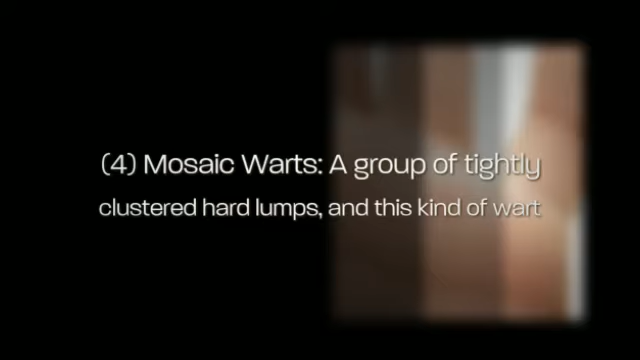 (4) Mosaic Warts: A group of tightly
clustered hard lumps, and this kind of wart